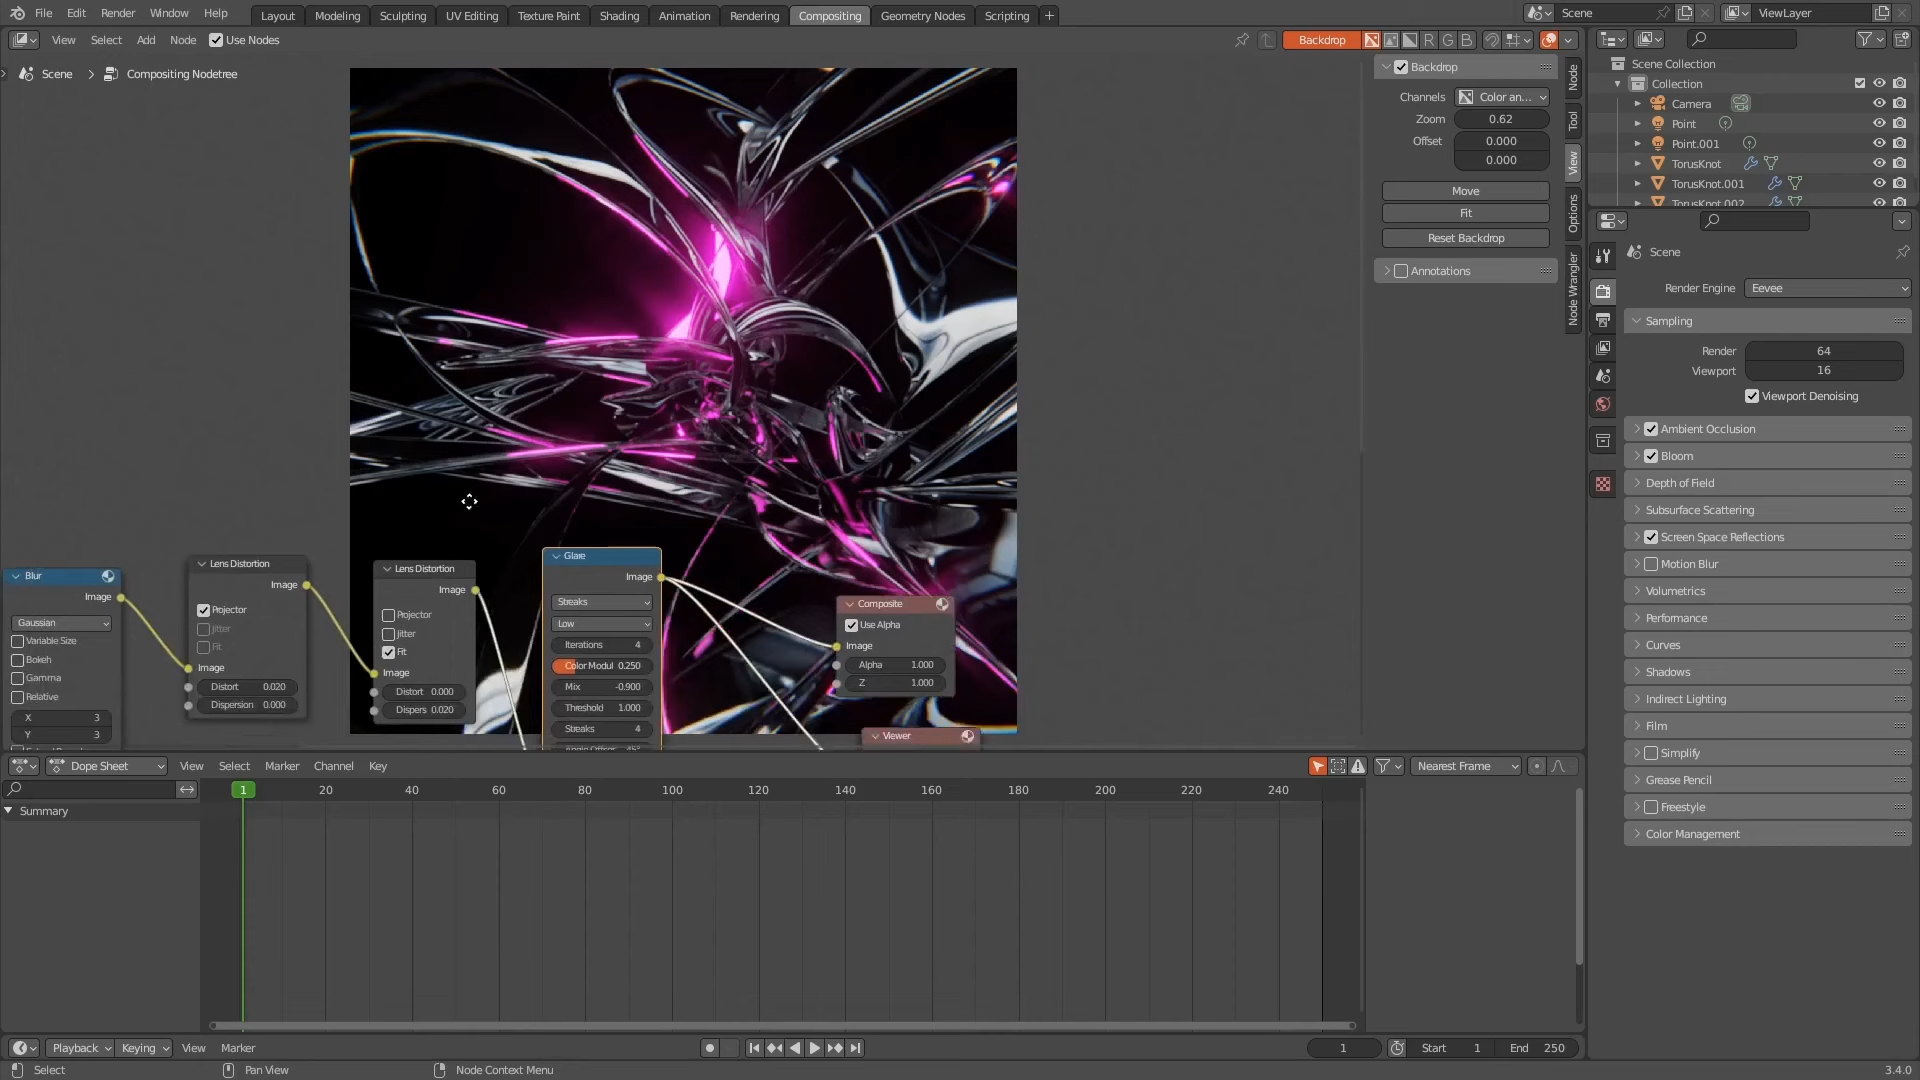 File Edit Render Window Help Layout Modeling Sculpting UV Editing Texture Paint Shading Animation Rendering Compositing Geometry Nodes Scripting + Scene ViewLayer
View Select Add Node Use Nodes Backdrop R G B
Scene > Compositing Nodetree
Backdrop
Channels Color an...
Zoom 0.62
Offset 0.000
0.000
Move
Fit
Reset Backdrop
Annotations
Node
Tool
View
Options
Node Wrangler
Scene Collection
Collection
Camera
Point
Point.001
TorusKnot
TorusKnot.001
TorusKnot.002
Scene
Render Engine Eevee
Sampling
Render 64
Viewport 16
Viewport Denoising
Ambient Occlusion
Bloom
Depth of Field
Subsurface Scattering
Screen Space Reflections
Motion Blur
Volumetrics
Performance
Curves
Shadows
Indirect Lighting
Film
Simplify
Grease Pencil
Freestyle
Color Management
Blur
Image
Gaussian
Variable Size
Bokeh
Gamma
Relative
X 3
Y 3
Lens Distortion
Image
Projector
Jitter
Fit
Image
Distort 0.020
Dispersion 0.000
Lens Distortion
Image
Projector
Jitter
Fit
Image
Distort 0.000
Dispers 0.020
Glare
Image
Streaks
Low
Iterations 4
Color Modul 0.250
Mix -0.900
Threshold 1.000
Streaks 4
Composite
Use Alpha
Image
Alpha 1.000
Z 1.000
Viewer
Dope Sheet View Select Marker Channel Key Nearest Frame
1 20 40 60 80 100 120 140 160 180 200 220 240
Summary
Playback Keying View Marker 1 Start 1 End 250
Select Pan View Node Context Menu 3.4.0